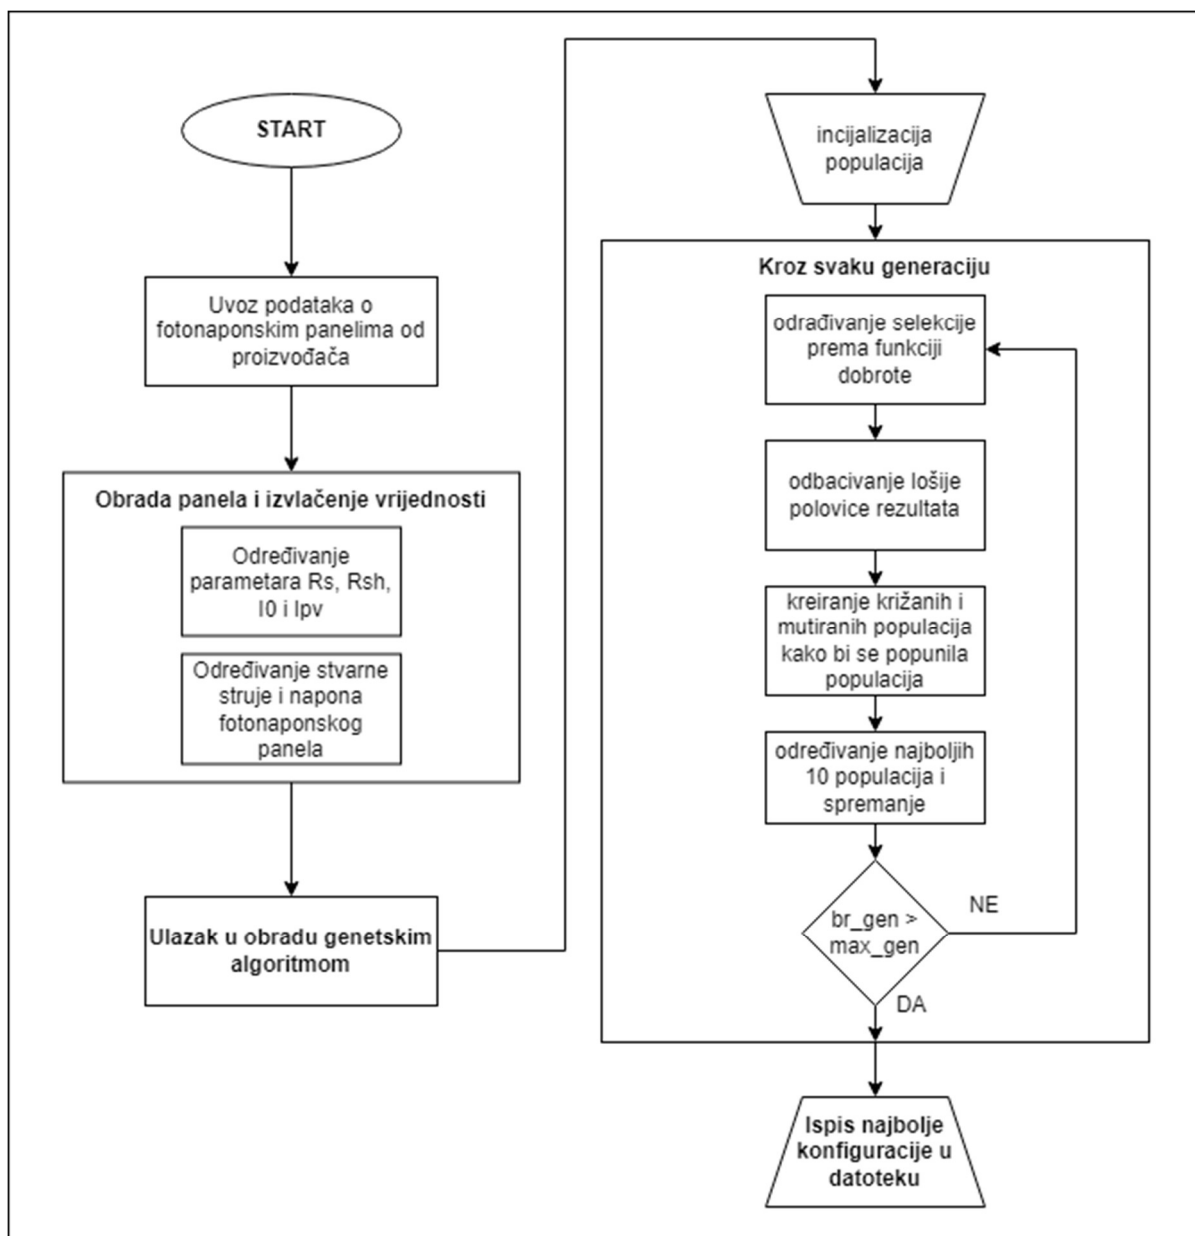 START
Uvoz podataka o
fotonaponskim panelima od
proizvođača
Obrada panela i izvlačenje vrijednosti
Određivanje
parametara Rs, Rsh,
I0 i Ipv
Određivanje stvarne
struje i napona
fotonaponskog
panela
Ulazak u obradu genetskim
algoritmom
incijalizacija
populacija
Kroz svaku generaciju
odrađivanje selekcije
prema funkciji
dobrote
odbacivanje lošije
polovice rezultata
kreiranje križanih i
mutiranih populacija
kako bi se popunila
populacija
određivanje najboljih
10 populacija i
spremanje
br_gen >
max_gen
NE
DA
Ispis najbolje
konfiguracije u
datoteku